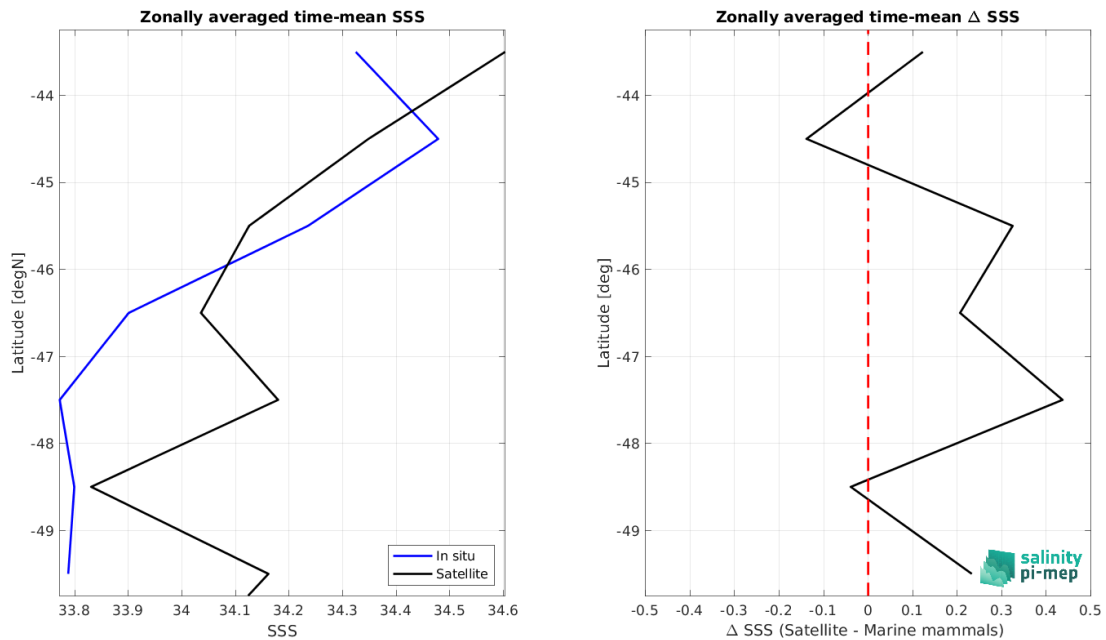 Zonally averaged time-mean SSS
Latitude [degN]
-44
-45
-46
-47
-48
-49
33.8 33.9 34 34.1 34.2 34.3 34.4 34.5 34.6
SSS
In situ
Satellite
Zonally averaged time-mean Δ SSS
Latitude [deg]
-44
-45
-46
-47
-48
-49
-0.5 -0.4 -0.3 -0.2 -0.1 0 0.1 0.2 0.3 0.4 0.5
Δ SSS (Satellite - Marine mammals)
salinity
pi-mep